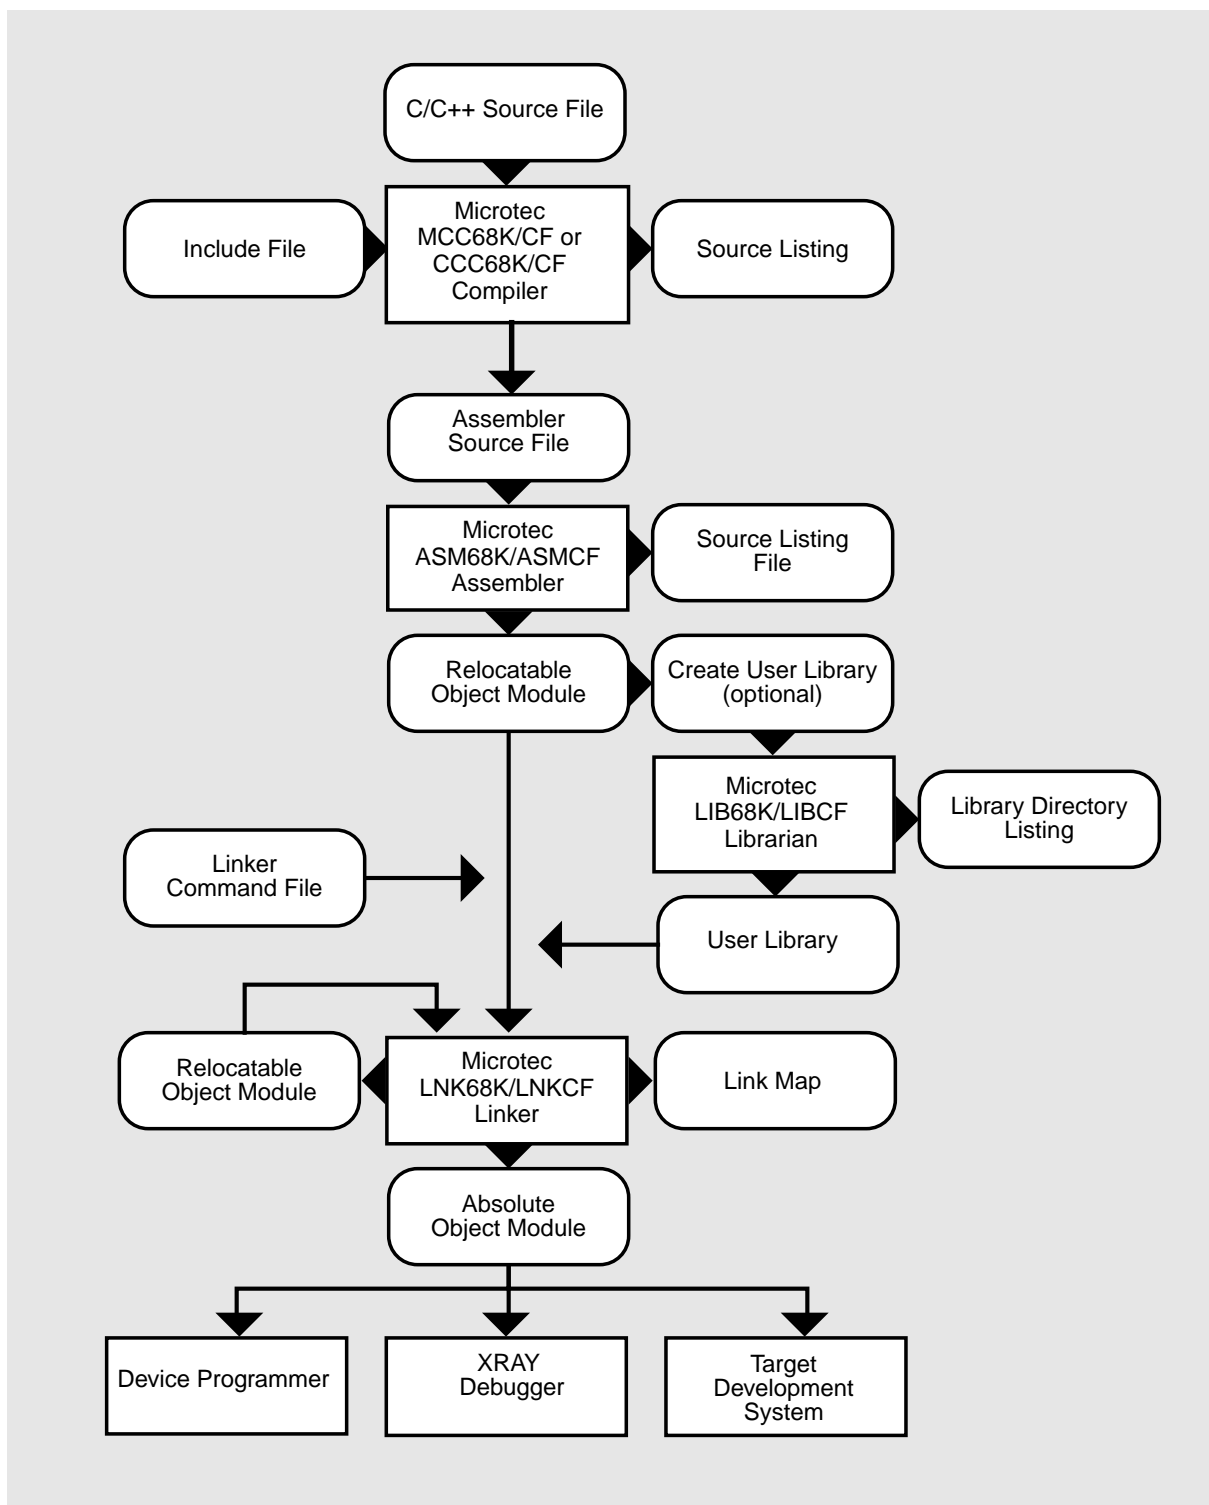 C/C++ Source File
Include File
Microtec
MCC68K/CF or
CCC68K/CF
Compiler
Source Listing
Assembler
Source File
Microtec
ASM68K/ASMCF
Assembler
Source Listing
File
Relocatable
Object Module
Create User Library
(optional)
Microtec
LIB68K/LIBCF
Librarian
Library Directory
Listing
Linker
Command File
User Library
Relocatable
Object Module
Microtec
LNK68K/LNKCF
Linker
Link Map
Absolute
Object Module
Device Programmer
XRAY
Debugger
Target
Development
System